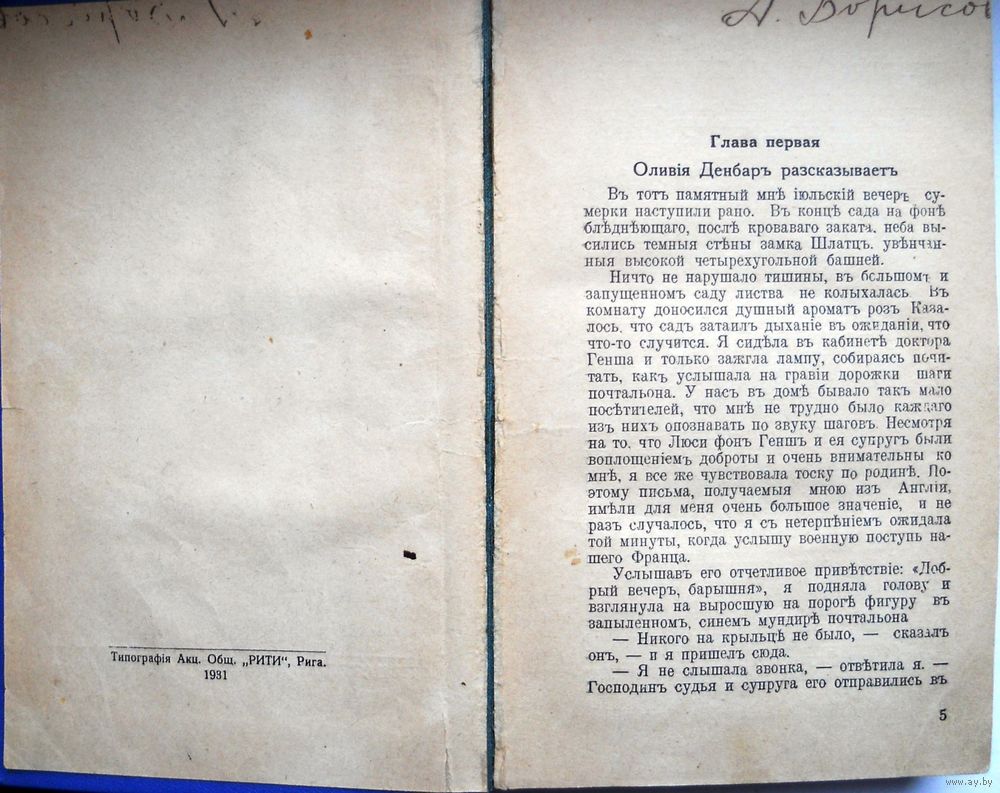 Типографія Акц. Общ. „РИТИ“, Рига.
1931
А. Борисов
Глава первая
Оливія Денбаръ разсказываетъ
Въ тотъ памятный мнѣ іюльскій вечеръ су-
мерки наступили рано. Въ концѣ сада на фонѣ
блѣднѣющаго, послѣ кроваваго заката. неба вы-
сились темныя стѣны замка Шлатцъ. увѣнчан-
ныя высокой четырехугольной башней.
Ничто не нарушало тишины, въ большомъ и
запущенномъ саду листва не колыхалась Въ
комнату доносился душный ароматъ розъ Каза-
лось. что садъ затаилъ дыханіе въ ожиданіи, что
что-то случится. Я сидѣла въ кабинетѣ доктора
Генша и только зажгла лампу, собираясь почи-
тать, какъ услышала на гравіи дорожки шаги
почтальона. У насъ въ домѣ бывало такъ мало
посѣтителей, что мнѣ не трудно было каждаго
изъ нихъ опознавать по звуку шаговъ. Несмотря
на то. что Люси фонъ Геншъ и ея супругъ были
воплощеніемъ доброты и очень внимательны ко
мнѣ, я все же чувствовала тоску по родинѣ. По-
этому письма, получаемыя мною изъ Англіи,
имѣли для меня очень большое значеніе, и не
разъ случалось, что я съ нетерпѣніемъ ожидала
той минуты, когда услышу военную поступь на-
шего Франца.
Услышавъ его отчетливое привѣтствіе: «Доб-
рый вечеръ, барышня», я подняла голову и
взглянула на выросшую на порогѣ фигуру въ
запыленномъ, синемъ мундирѣ почтальона
— Никого на крыльцѣ не было, — сказалъ
онъ, — и я пришелъ сюда.
— Я не слышала звонка, — отвѣтила я. —
Господинъ судья и супруга его отправились въ
5
www.ay.by